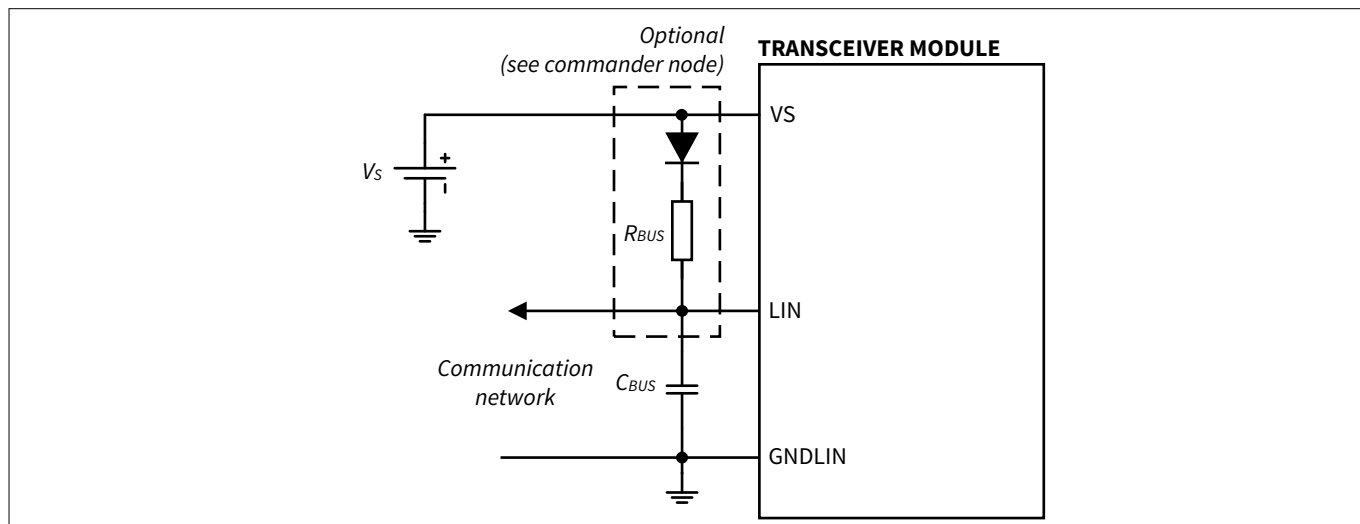 Optional
(see commander node)
TRANSCEIVER MODULE
VS
VS
+
RBUS
LIN
Communication
network
CBUS
GNDLIN